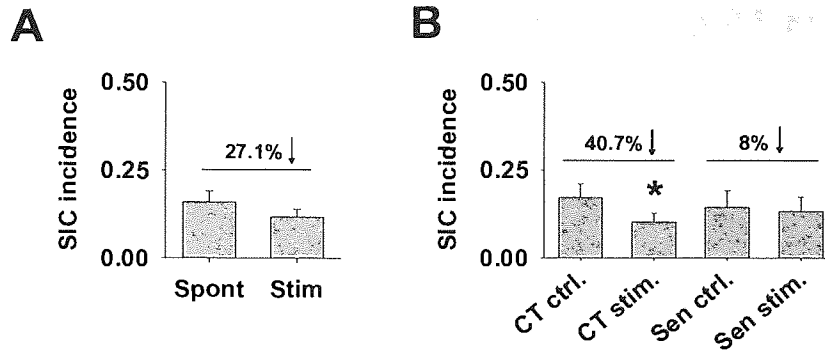 A
SIC incidence
0.50
0.25
0.00
27.1% ↓
Spont Stim
B
SIC incidence
0.50
0.25
0.00
40.7% ↓ 8% ↓
*
CT ctrl. CT stim. Sen ctrl. Sen stim.